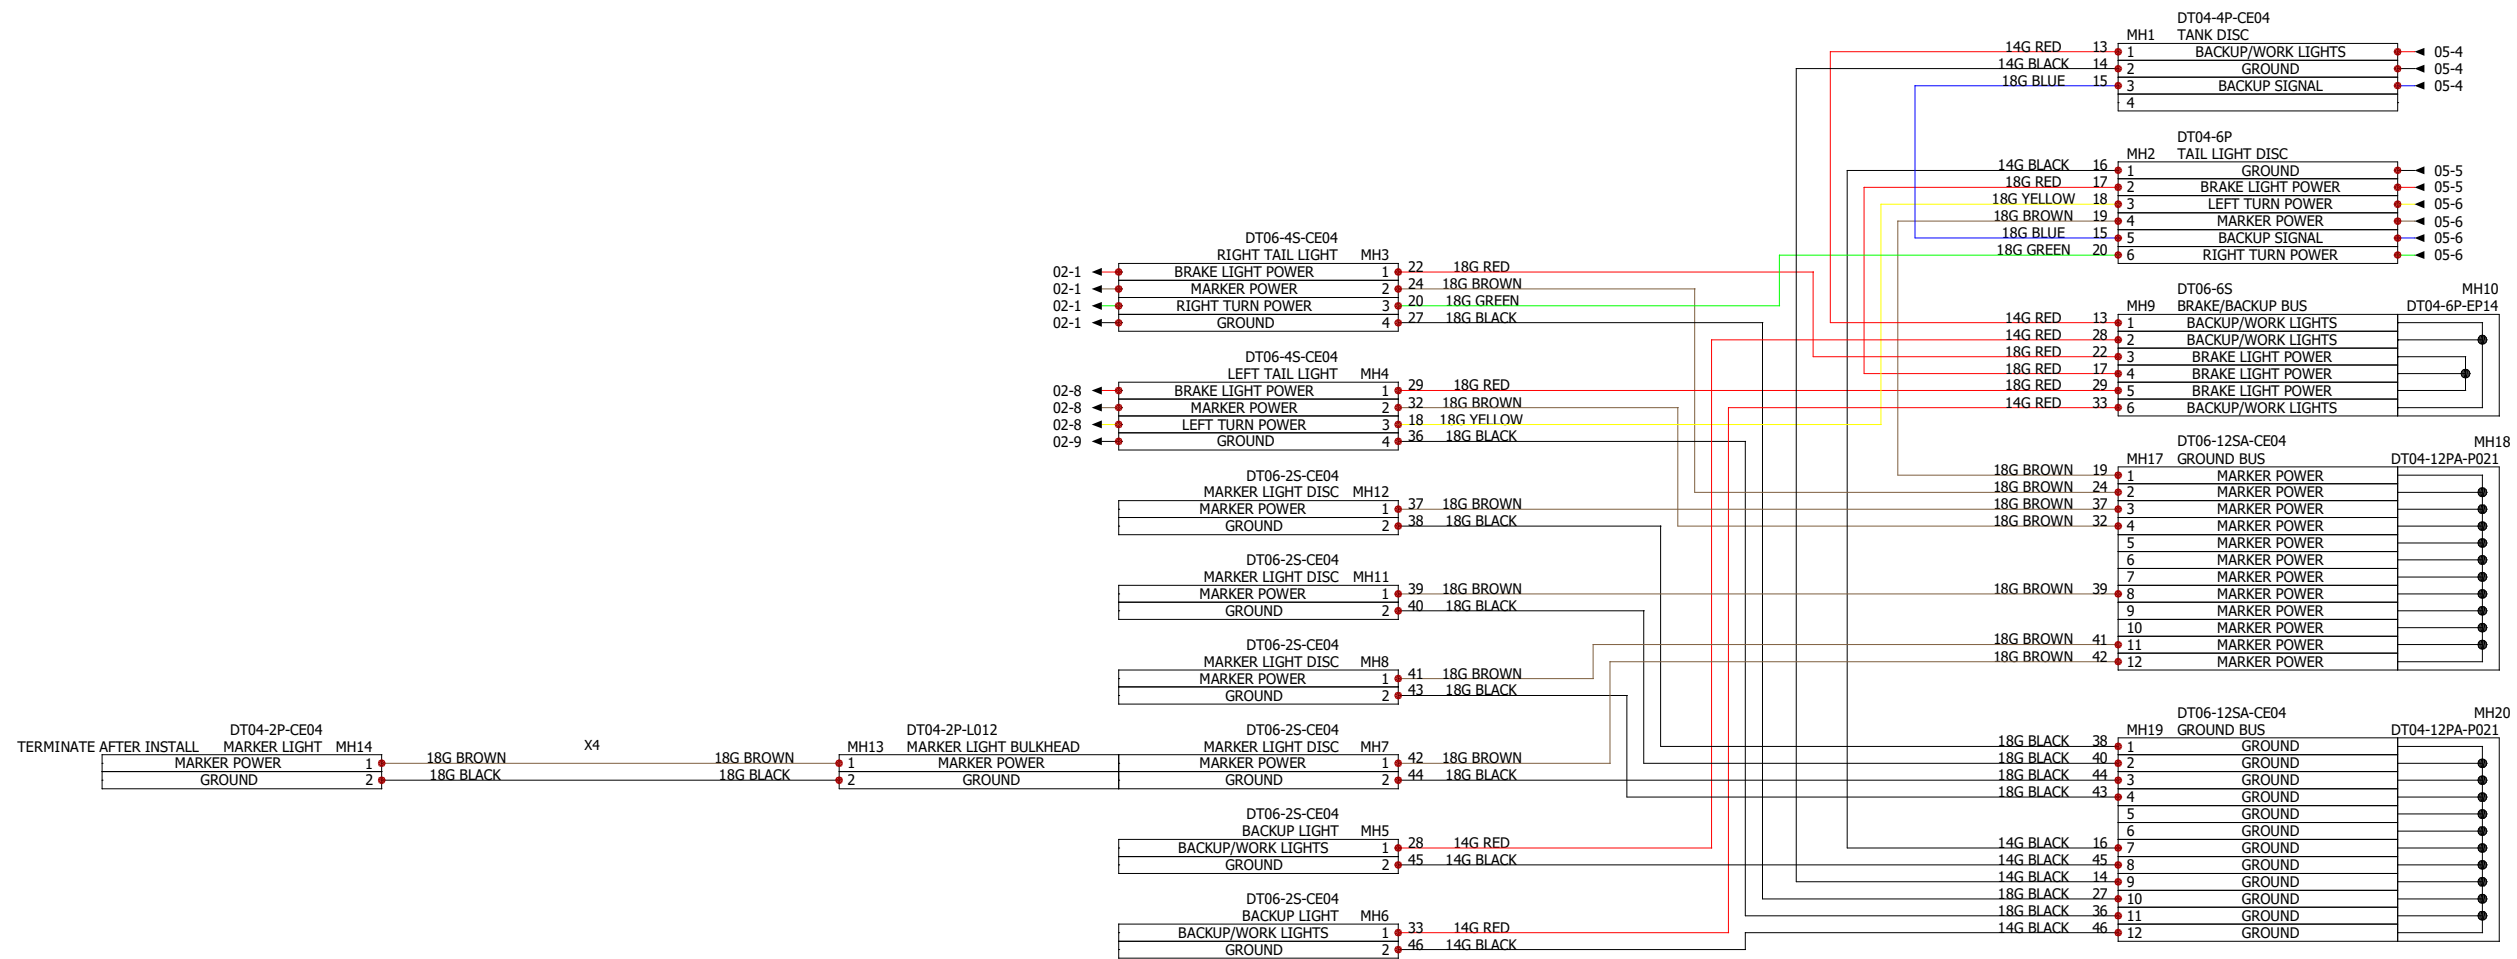 DT04-4P-CE04
MH1 TANK DISC
14G RED 13 1 BACKUP/WORK LIGHTS 05-4
14G BLACK 14 2 GROUND 05-4
18G BLUE 15 3 BACKUP SIGNAL 05-4
4
DT04-6P
MH2 TAIL LIGHT DISC
14G BLACK 16 1 GROUND 05-5
18G RED 17 2 BRAKE LIGHT POWER 05-5
18G YELLOW 18 3 LEFT TURN POWER 05-6
18G BROWN 19 4 MARKER POWER 05-6
18G BLUE 15 5 BACKUP SIGNAL 05-6
18G GREEN 20 6 RIGHT TURN POWER 05-6
DT06-4S-CE04
RIGHT TAIL LIGHT MH3
02-1 BRAKE LIGHT POWER 1 22 18G RED
02-1 MARKER POWER 2 24 18G BROWN
02-1 RIGHT TURN POWER 3 20 18G GREEN
02-1 GROUND 4 27 18G BLACK
DT06-6S MH10
MH9 BRAKE/BACKUP BUS DT04-6P-EP14
14G RED 13 1 BACKUP/WORK LIGHTS
14G RED 28 2 BACKUP/WORK LIGHTS
18G RED 22 3 BRAKE LIGHT POWER
18G RED 17 4 BRAKE LIGHT POWER
18G RED 29 5 BRAKE LIGHT POWER
14G RED 33 6 BACKUP/WORK LIGHTS
DT06-4S-CE04
LEFT TAIL LIGHT MH4
02-8 BRAKE LIGHT POWER 1 29 18G RED
02-8 MARKER POWER 2 32 18G BROWN
02-8 LEFT TURN POWER 3 18 18G YELLOW
02-9 GROUND 4 36 18G BLACK
DT06-12SA-CE04 MH18
MH17 GROUND BUS DT04-12PA-P021
18G BROWN 19 1 MARKER POWER
18G BROWN 24 2 MARKER POWER
18G BROWN 37 3 MARKER POWER
18G BROWN 32 4 MARKER POWER
5 MARKER POWER
6 MARKER POWER
7 MARKER POWER
18G BROWN 39 8 MARKER POWER
9 MARKER POWER
10 MARKER POWER
18G BROWN 41 11 MARKER POWER
18G BROWN 42 12 MARKER POWER
DT06-2S-CE04
MARKER LIGHT DISC MH12
MARKER POWER 1 37 18G BROWN
GROUND 2 38 18G BLACK
DT06-2S-CE04
MARKER LIGHT DISC MH11
MARKER POWER 1 39 18G BROWN
GROUND 2 40 18G BLACK
DT06-2S-CE04
MARKER LIGHT DISC MH8
MARKER POWER 1 41 18G BROWN
GROUND 2 43 18G BLACK
DT04-2P-CE04
TERMINATE AFTER INSTALL MARKER LIGHT MH14
MARKER POWER 1 18G BROWN
GROUND 2 18G BLACK
X4
DT04-2P-L012
MH13 MARKER LIGHT BULKHEAD
18G BROWN 1 MARKER POWER
18G BLACK 2 GROUND
DT06-2S-CE04
MARKER LIGHT DISC MH7
MARKER POWER 1 42 18G BROWN
GROUND 2 44 18G BLACK
DT06-12SA-CE04 MH20
MH19 GROUND BUS DT04-12PA-P021
18G BLACK 38 1 GROUND
18G BLACK 40 2 GROUND
18G BLACK 44 3 GROUND
18G BLACK 43 4 GROUND
5 GROUND
6 GROUND
14G BLACK 16 7 GROUND
14G BLACK 45 8 GROUND
14G BLACK 14 9 GROUND
18G BLACK 27 10 GROUND
18G BLACK 36 11 GROUND
14G BLACK 46 12 GROUND
DT06-2S-CE04
BACKUP LIGHT MH5
BACKUP/WORK LIGHTS 1 28 14G RED
GROUND 2 45 14G BLACK
DT06-2S-CE04
BACKUP LIGHT MH6
BACKUP/WORK LIGHTS 1 33 14G RED
GROUND 2 46 14G BLACK